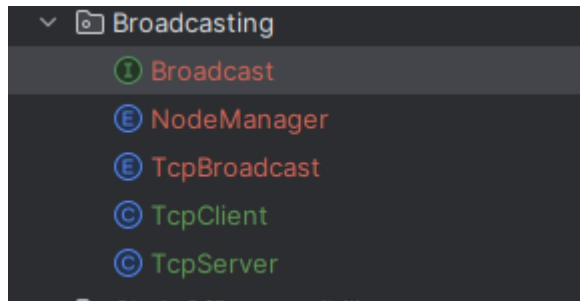 Broadcasting
I Broadcast
E NodeManager
E TcpBroadcast
C TcpClient
C TcpServer